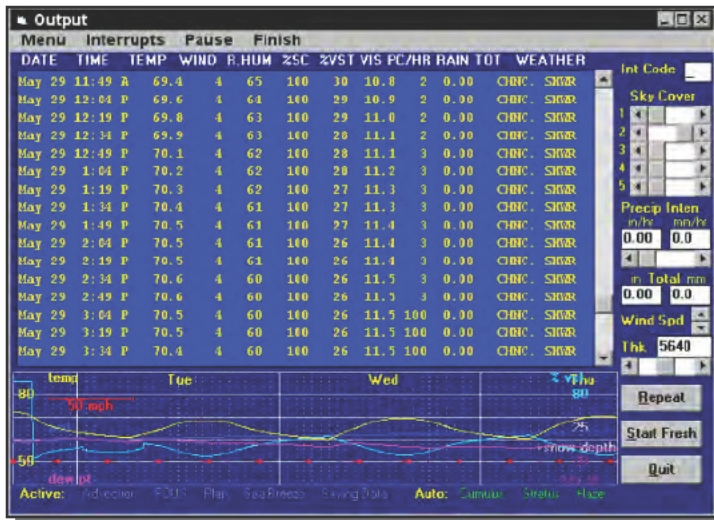 Output
Menu Interrupts Pause Finish
DATE TIME TEMP WIND R.HUM %SC %VST VIS PC/HR RAIN TOT WEATHER
May 29 11:49 A 69.4 4 65 100 30 10.8 2 0.00 CHNC. SHWR
May 29 12:04 P 69.6 4 64 100 29 10.9 2 0.00 CHNC. SHWR
May 29 12:19 P 69.8 4 63 100 29 11.0 2 0.00 CHNC. SHWR
May 29 12:34 P 69.9 4 63 100 28 11.1 2 0.00 CHNC. SHWR
May 29 12:49 P 70.1 4 62 100 28 11.1 3 0.00 CHNC. SHWR
May 29 1:04 P 70.2 4 62 100 28 11.2 3 0.00 CHNC. SHWR
May 29 1:19 P 70.3 4 62 100 27 11.3 3 0.00 CHNC. SHWR
May 29 1:34 P 70.4 4 61 100 27 11.3 3 0.00 CHNC. SHWR
May 29 1:49 P 70.5 4 61 100 27 11.4 3 0.00 CHNC. SHWR
May 29 2:04 P 70.5 4 61 100 26 11.4 3 0.00 CHNC. SHWR
May 29 2:19 P 70.5 4 61 100 26 11.4 3 0.00 CHNC. SHWR
May 29 2:34 P 70.6 4 60 100 26 11.5 3 0.00 CHNC. SHWR
May 29 2:49 P 70.6 4 60 100 26 11.5 3 0.00 CHNC. SHWR
May 29 3:04 P 70.5 4 60 100 26 11.5 100 0.00 CHNC. SHWR
May 29 3:19 P 70.5 4 60 100 26 11.5 100 0.00 CHNC. SHWR
May 29 3:34 P 70.4 4 60 100 26 11.5 100 0.00 CHNC. SHWR
Int Code
Sky Cover
1
2
3
4
5
Precip Inten
in/hr mm/hr
0.00 0.0
in Total mm
0.00 0.0
Wind Spd
Thk 5640
Repeat
Start Fresh
Quit
temp Tue Wed Thu
80 80
50 mph
25
snow depth
50
dew pt
Active: Advection FOUS Plan Sea Breeze Saving Data Auto: Cumulus Stratus Haze